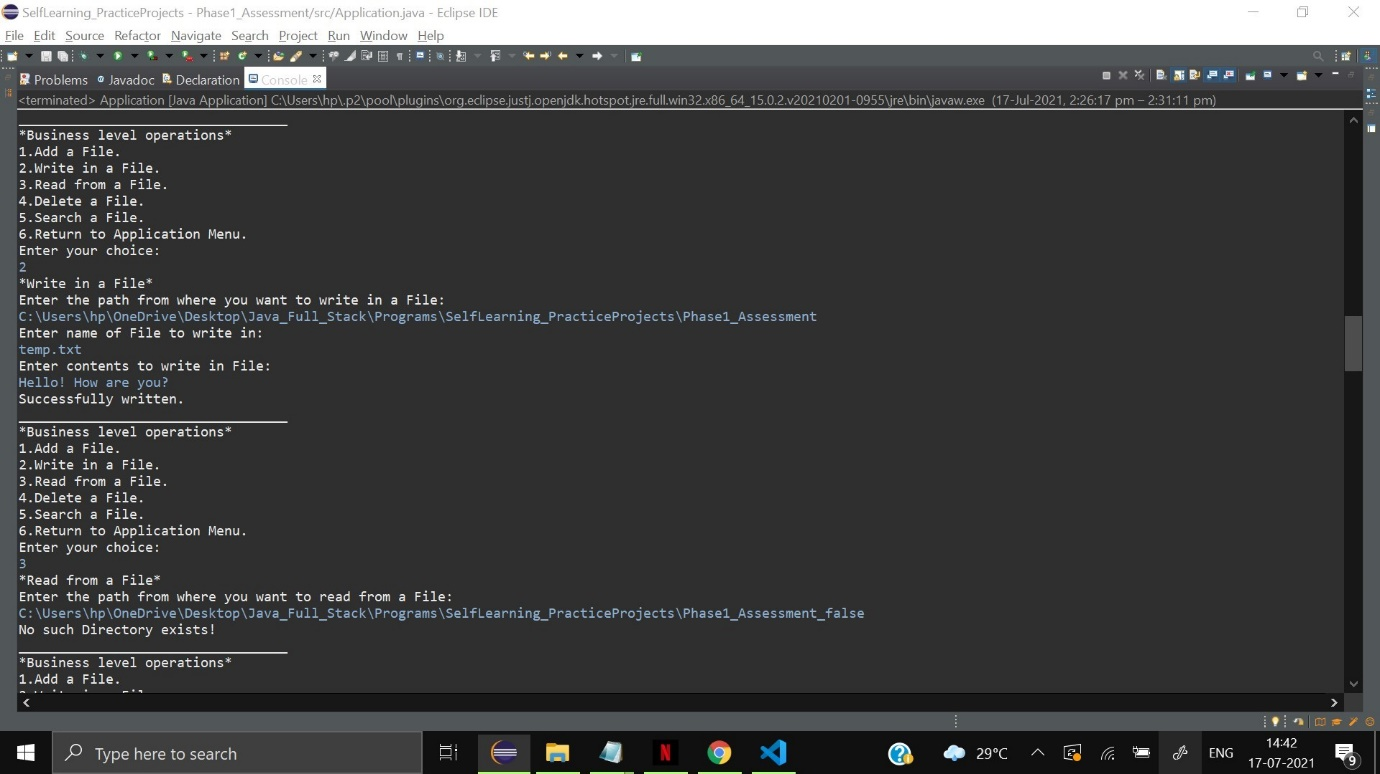 SelfLearning_PracticeProjects - Phase1_Assessment/src/Application.java - Eclipse IDE
File Edit Source Refactor Navigate Search Project Run Window Help
Problems Javadoc Declaration Console
<terminated> Application [Java Application] C:\Users\hp\.p2\pool\plugins\org.eclipse.justj.openjdk.hotspot.jre.full.win32.x86_64_15.0.2.v20210201-0955\jre\bin\javaw.exe (17-Jul-2021, 2:26:17 pm – 2:31:11 pm)
*Business level operations*
1.Add a File.
2.Write in a File.
3.Read from a File.
4.Delete a File.
5.Search a File.
6.Return to Application Menu.
Enter your choice:
2
*Write in a File*
Enter the path from where you want to write in a File:
C:\Users\hp\OneDrive\Desktop\Java_Full_Stack\Programs\SelfLearning_PracticeProjects\Phase1_Assessment
Enter name of File to write in:
temp.txt
Enter contents to write in File:
Hello! How are you?
Successfully written.
*Business level operations*
1.Add a File.
2.Write in a File.
3.Read from a File.
4.Delete a File.
5.Search a File.
6.Return to Application Menu.
Enter your choice:
3
*Read from a File*
Enter the path from where you want to read from a File:
C:\Users\hp\OneDrive\Desktop\Java_Full_Stack\Programs\SelfLearning_PracticeProjects\Phase1_Assessment_false
No such Directory exists!
*Business level operations*
1.Add a File.
Type here to search
29°C
ENG
14:42
17-07-2021
9